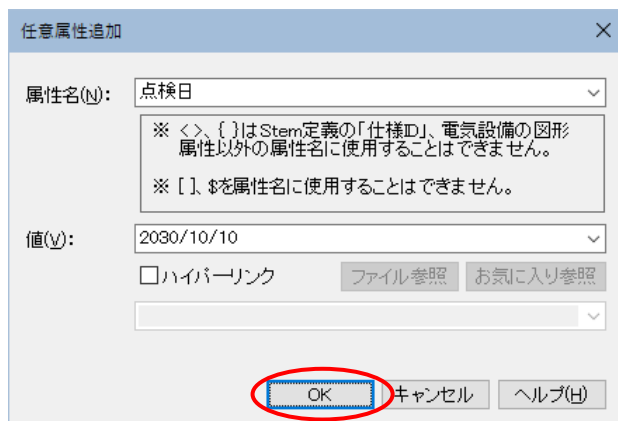 任意属性追加
属性名(N): 点検日
※ < >、{ }はStem定義の「仕様ID」、電気設備の図形
属性以外の属性名に使用することはできません。
※ [ ]、$を属性名に使用することはできません。
値(V): 2030/10/10
ハイパーリンク ファイル参照 お気に入り参照
OK キャンセル ヘルプ(H)